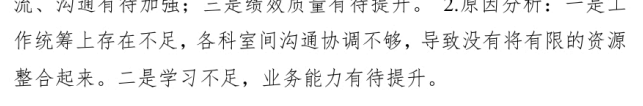 流、沟通有待加强；三是绩效质量有待提升。 2.原因分析：一是工
作统筹上存在不足，各科室间沟通协调不够，导致没有将有限的资源
整合起来。二是学习不足，业务能力有待提升。